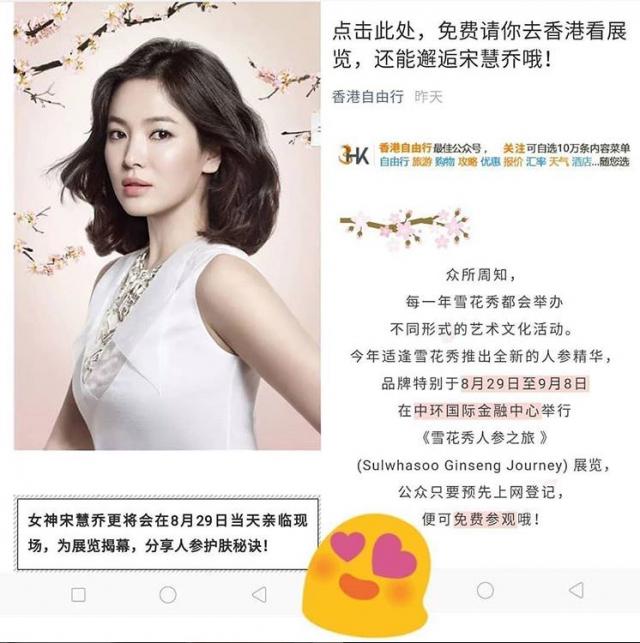 点击此处，免费请你去香港看展
览，还能邂逅宋慧乔哦！
香港自由行 昨天
3HK
香港自由行最佳公众号， 关注可自选10万条内容菜单
自由行 旅游 购物 攻略 优惠 报价 汇率 天气 酒店...随您选
众所周知，
每一年雪花秀都会举办
不同形式的艺术文化活动。
今年适逢雪花秀推出全新的人参精华，
品牌特别于8月29日至9月8日
在中环国际金融中心举行
《雪花秀人参之旅 》
(Sulwhasoo Ginseng Journey) 展览，
公众只要预先上网登记，
便可免费参观哦！
女神宋慧乔更将会在8月29日当天亲临现
场，为展览揭幕，分享人参护肤秘诀！